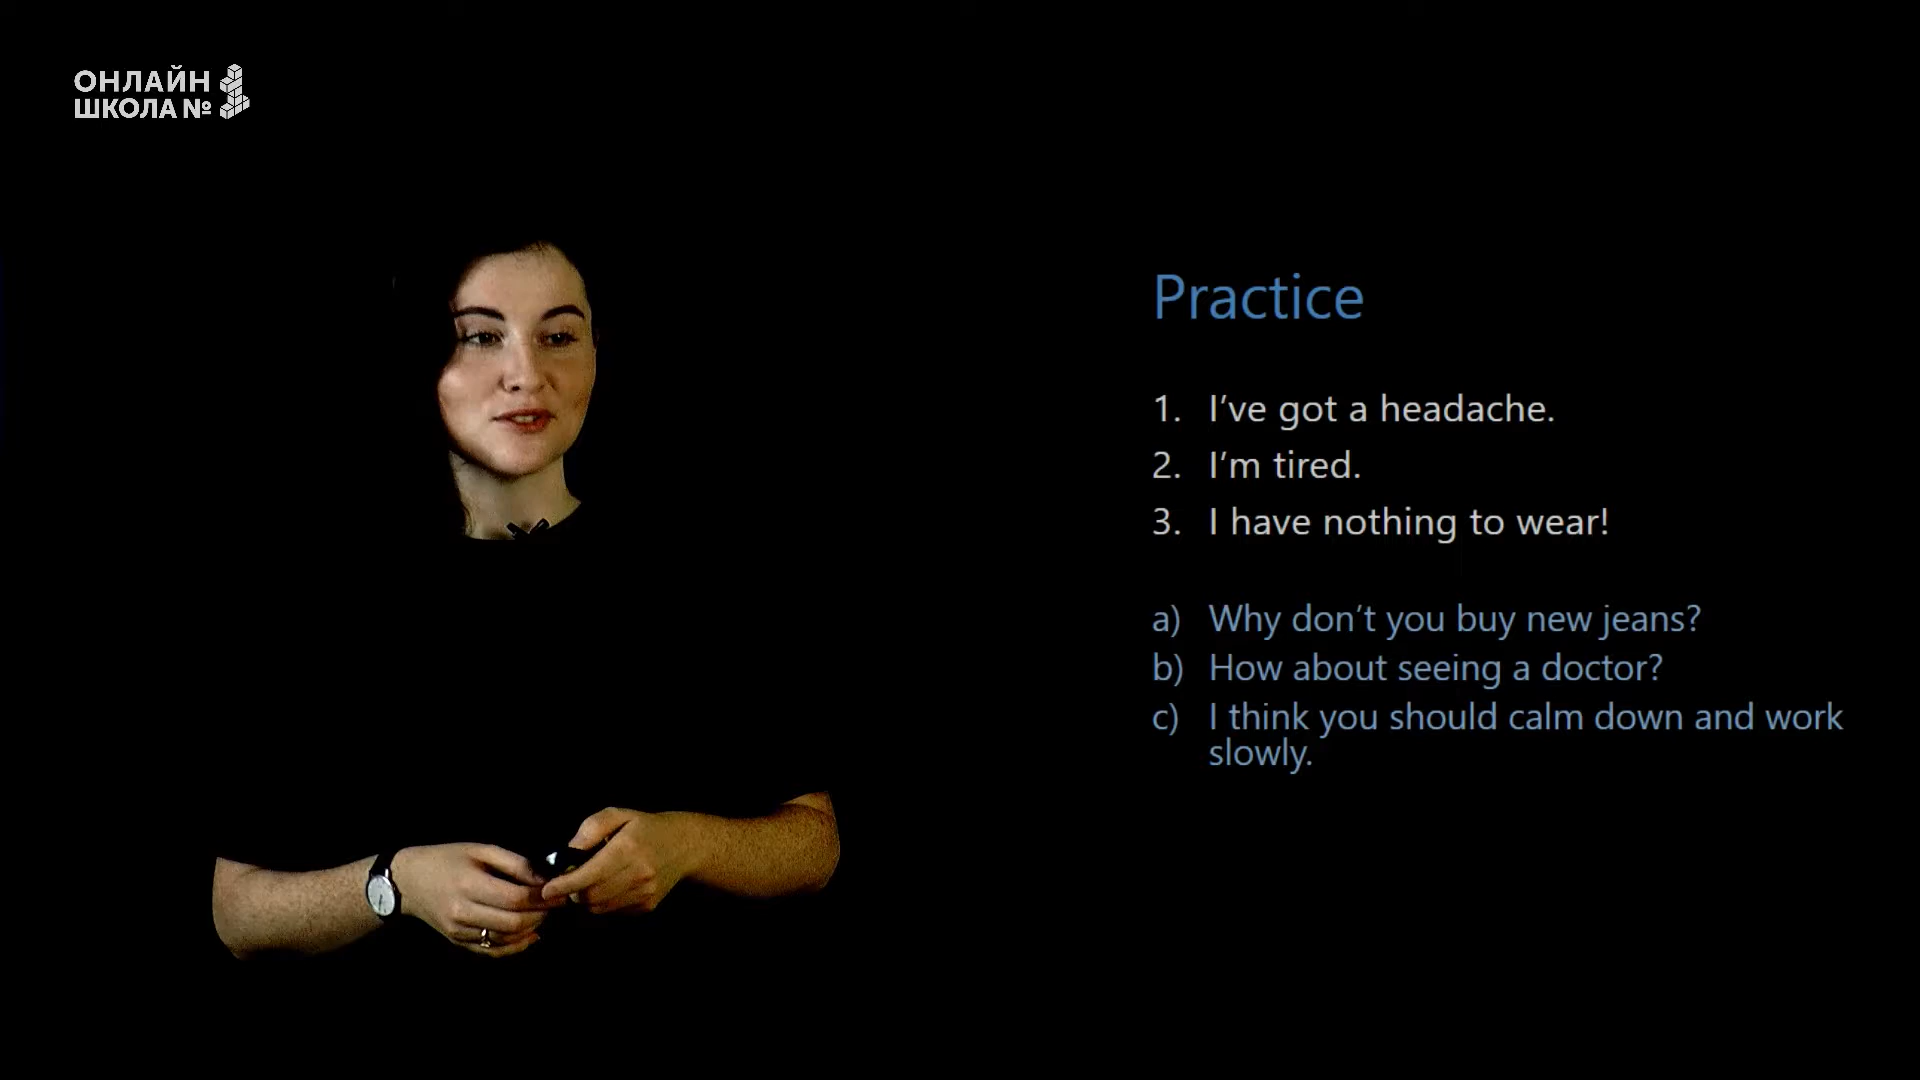 ОНЛАЙН
ШКОЛА №1
Practice
1. I’ve got a headache.
2. I’m tired.
3. I have nothing to wear!
a) Why don’t you buy new jeans?
b) How about seeing a doctor?
c) I think you should calm down and work
slowly.